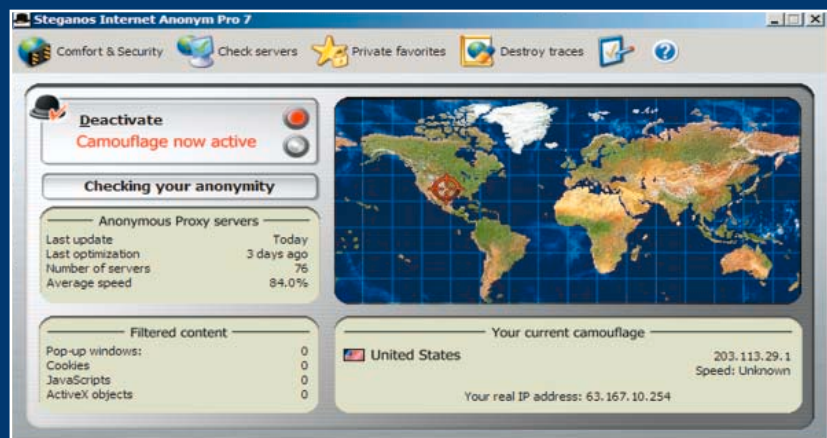 Steganos Internet Anonym Pro 7
Comfort & Security Check servers Private favorites Destroy traces
Deactivate
Camouflage now active
Checking your anonymity
Anonymous Proxy servers
Last update Today
Last optimization 3 days ago
Number of servers 76
Average speed 84.0%
Filtered content
Pop-up windows: 0
Cookies 0
JavaScripts 0
ActiveX objects 0
Your current camouflage
United States 203.113.29.1
Speed: Unknown
Your real IP address: 63.167.10.254